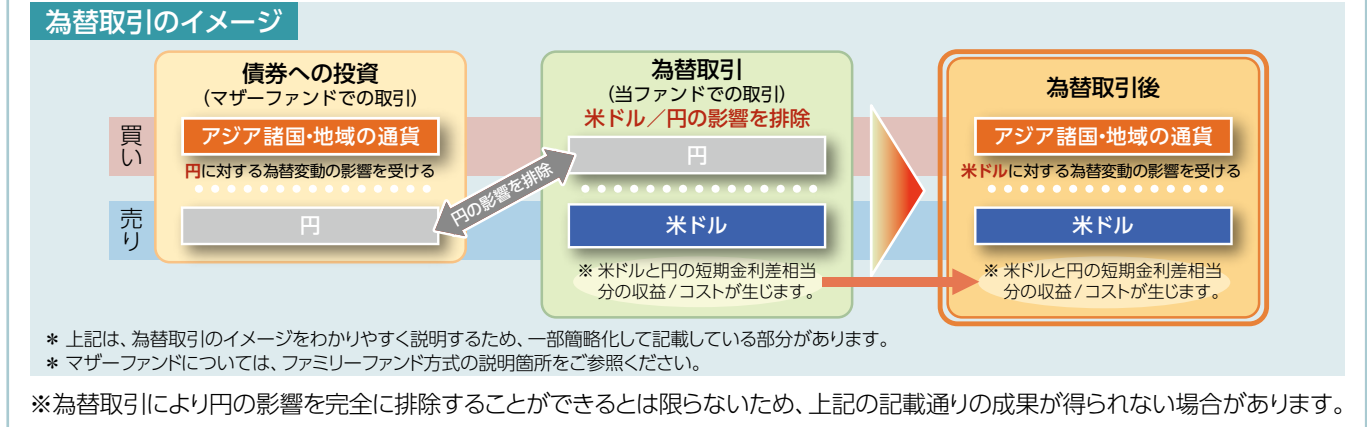 為替取引のイメージ
債券への投資
(マザーファンドでの取引)
買い
アジア諸国・地域の通貨
円に対する為替変動の影響を受ける
売り
円
円の影響を排除
為替取引
(当ファンドでの取引)
米ドル/円の影響を排除
円
米ドル
※ 米ドルと円の短期金利差相当
分の収益/コストが生じます。
為替取引後
アジア諸国・地域の通貨
米ドルに対する為替変動の影響を受ける
米ドル
※ 米ドルと円の短期金利差相当
分の収益/コストが生じます。
* 上記は、為替取引のイメージをわかりやすく説明するため、一部簡略化して記載している部分があります。
* マザーファンドについては、ファミリーファンド方式の説明箇所をご参照ください。
※為替取引により円の影響を完全に排除することができるとは限らないため、上記の記載通りの成果が得られない場合があります。